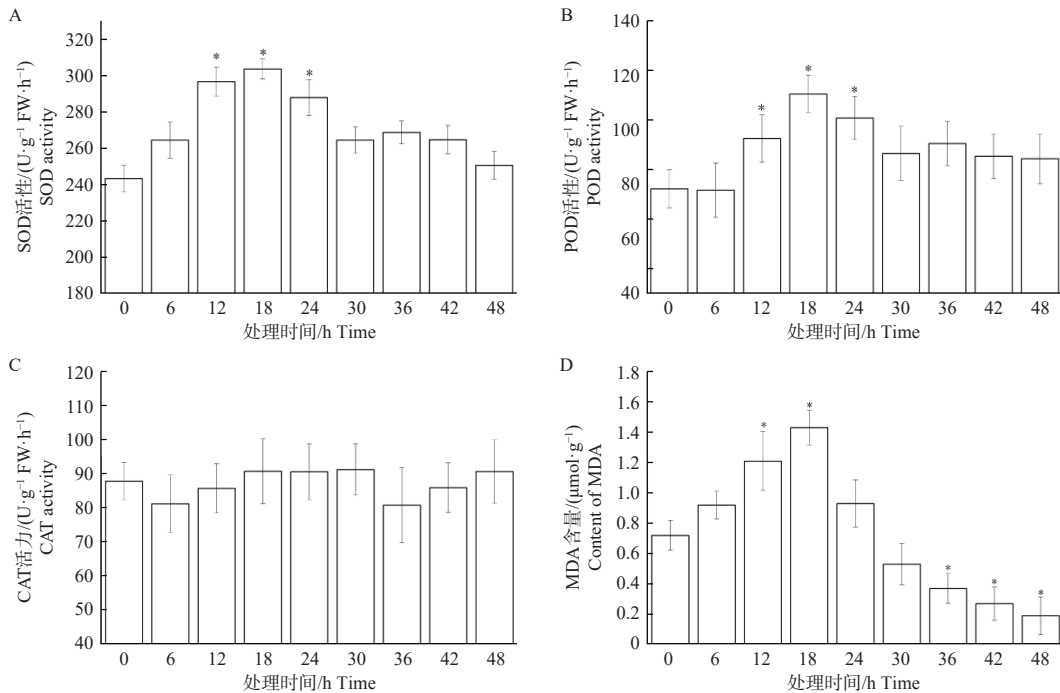 A
SOD活性/(U·g⁻¹ FW·h⁻¹)
SOD activity
320
300
280
260
240
220
200
180
* * *
0 6 12 18 24 30 36 42 48
处理时间/h Time
B
POD活性/(U·g⁻¹ FW·h⁻¹)
POD activity
140
120
100
80
60
40
* * *
0 6 12 18 24 30 36 42 48
处理时间/h Time
C
CAT活力/(U·g⁻¹ FW·h⁻¹)
CAT activity
120
110
100
90
80
70
60
50
40
0 6 12 18 24 30 36 42 48
处理时间/h Time
D
MDA含量/(μmol·g⁻¹)
Content of MDA
1.8
1.6
1.4
1.2
1.0
0.8
0.6
0.4
0.2
0
* * * * *
0 6 12 18 24 30 36 42 48
处理时间/h Time